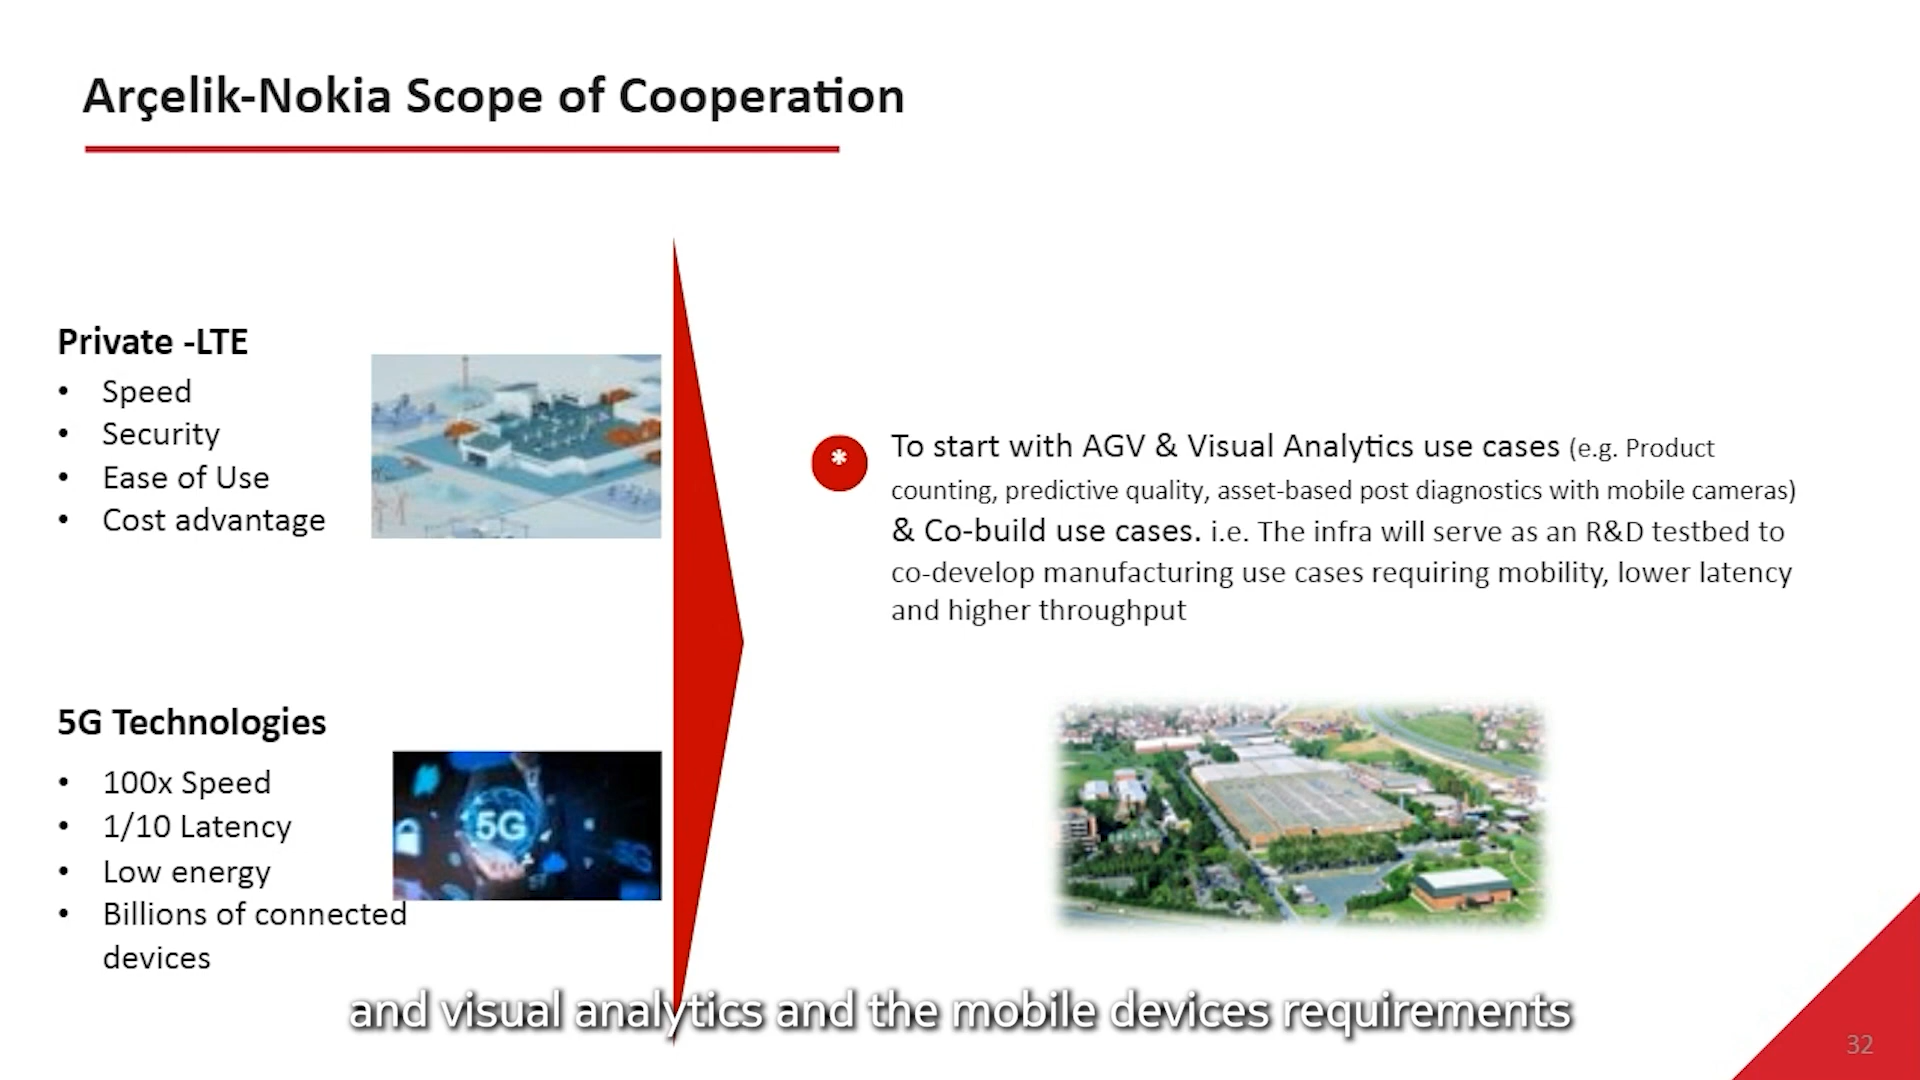 Arçelik-Nokia Scope of Cooperation
Private -LTE
• Speed
• Security
• Ease of Use
• Cost advantage
5G Technologies
• 100x Speed
• 1/10 Latency
• Low energy
• Billions of connected
devices
5G
*
To start with AGV & Visual Analytics use cases (e.g. Product
counting, predictive quality, asset-based post diagnostics with mobile cameras)
& Co-build use cases. i.e. The infra will serve as an R&D testbed to
co-develop manufacturing use cases requiring mobility, lower latency
and higher throughput
and visual analytics and the mobile devices requirements
32